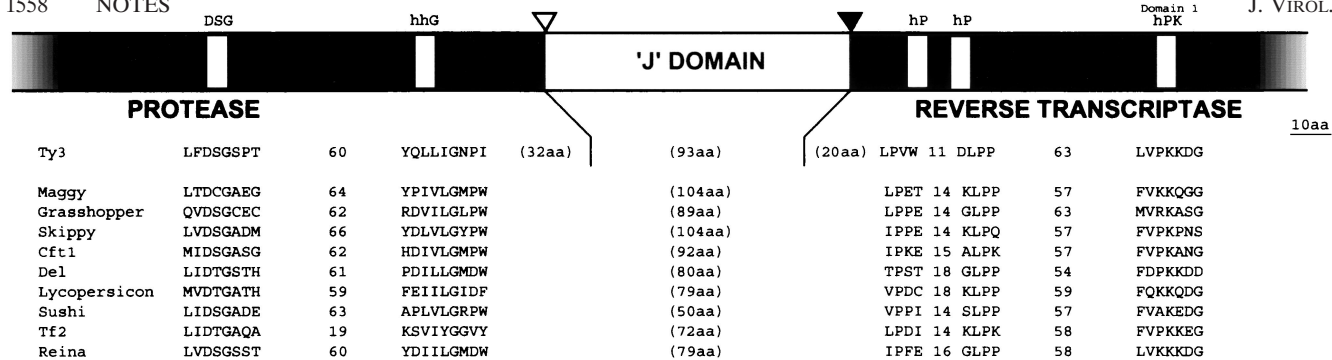 1558 NOTES J. VIROL.
Domain 1
DSG hhG hP hP hPK
'J' DOMAIN
PROTEASE REVERSE TRANSCRIPTASE
10aa
Ty3 LFDSGSPT 60 YQLLIGNPI (32aa) (93aa) (20aa) LPVW 11 DLPP 63 LVPKKDG
Maggy LTDCGAEG 64 YPIVLGMPW (104aa) LPET 14 KLPP 57 FVKKQGG
Grasshopper QVDSGCEC 62 RDVILGLPW (89aa) LPPE 14 GLPP 63 MVRKASG
Skippy LVDSGADM 66 YDLVLGYPW (104aa) IPPE 14 KLPQ 57 FVPKPNS
Cft1 MIDSGASG 62 HDIVLGMPW (92aa) IPKE 15 ALPK 57 FVPKANG
Del LIDTGSTH 61 PDILLGMDW (80aa) TPST 18 GLPP 54 FDPKKDD
Lycopersicon MVDTGATH 59 FEIILGIDF (79aa) VPDC 18 KLPP 59 FQKKQDG
Sushi LIDSGADE 63 APLVLGRPW (50aa) VPPI 14 SLPP 57 FVAKEDG
Tf2 LIDTGAQA 19 KSVIYGGVY (72aa) LPDI 14 KLPK 58 FVPKKEG
Reina LVDSGSST 60 YDIILGMDW (79aa) IPFE 16 GLPP 58 LVKKKDG